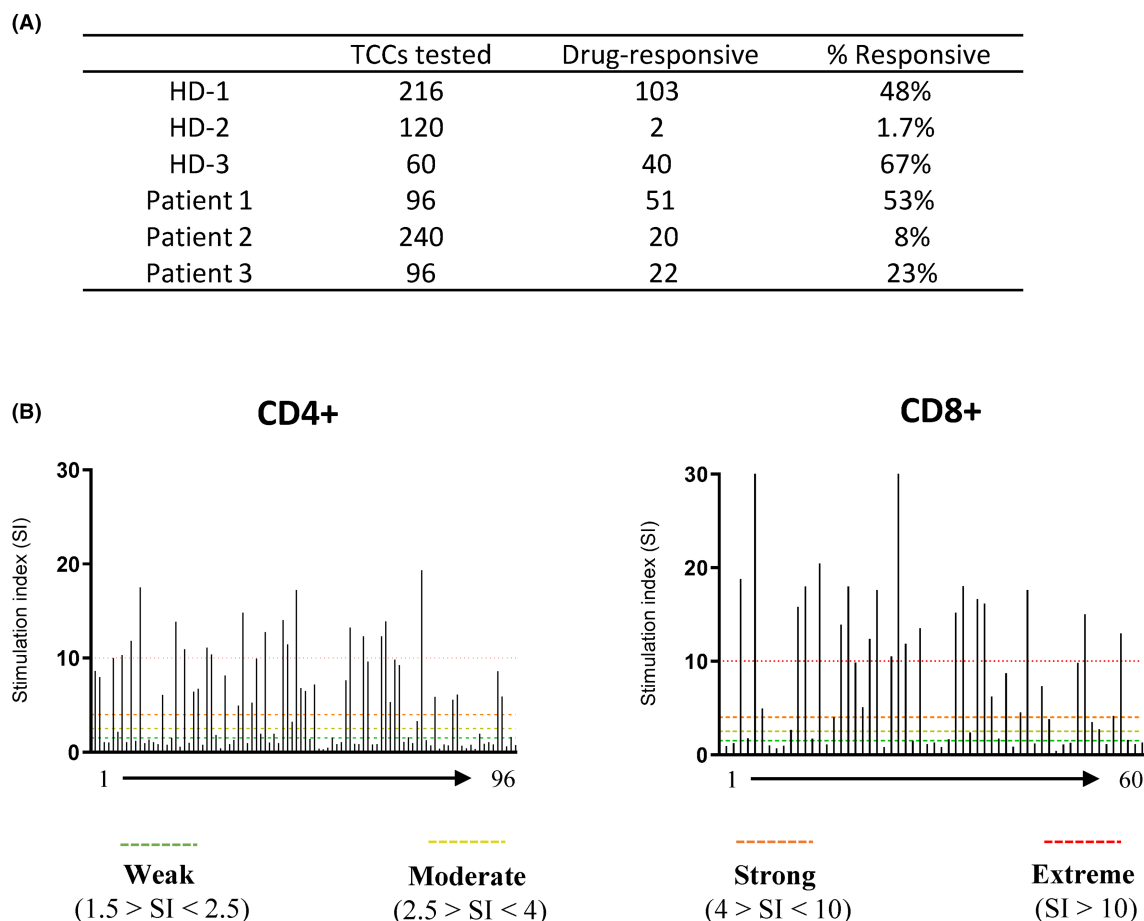 (A)
TCCs tested Drug-responsive % Responsive
HD-1 216 103 48%
HD-2 120 2 1.7%
HD-3 60 40 67%
Patient 1 96 51 53%
Patient 2 240 20 8%
Patient 3 96 22 23%
(B)
CD4+
Stimulation index (SI)
30
20
10
0
1 96
CD8+
Stimulation index (SI)
30
20
10
0
1 60
Weak
(1.5 > SI < 2.5)
Moderate
(2.5 > SI < 4)
Strong
(4 > SI < 10)
Extreme
(SI > 10)